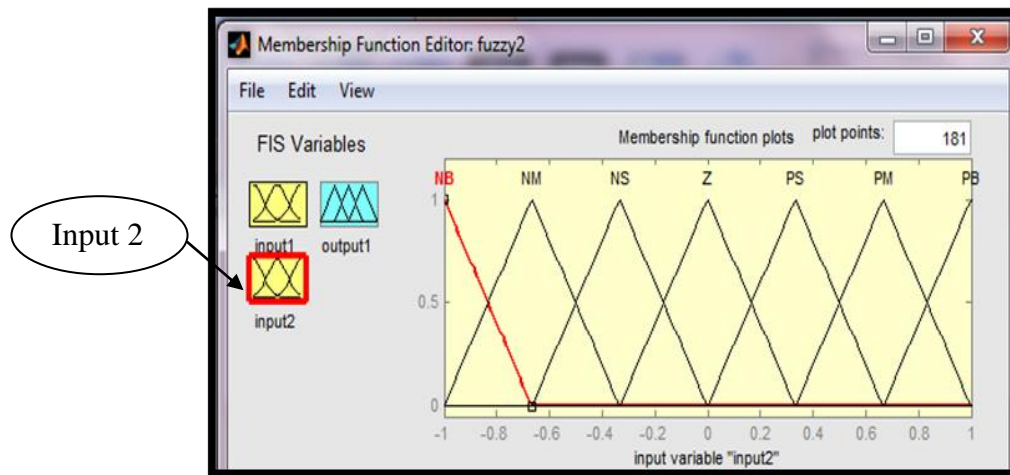 Membership Function Editor: fuzzy2
File Edit View
FIS Variables
Membership function plots plot points: 181
NB NM NS Z PS PM PB
1
0.5
0
-1 -0.8 -0.6 -0.4 -0.2 0 0.2 0.4 0.6 0.8 1
input variable "input2"
input1 output1
input2
Input 2